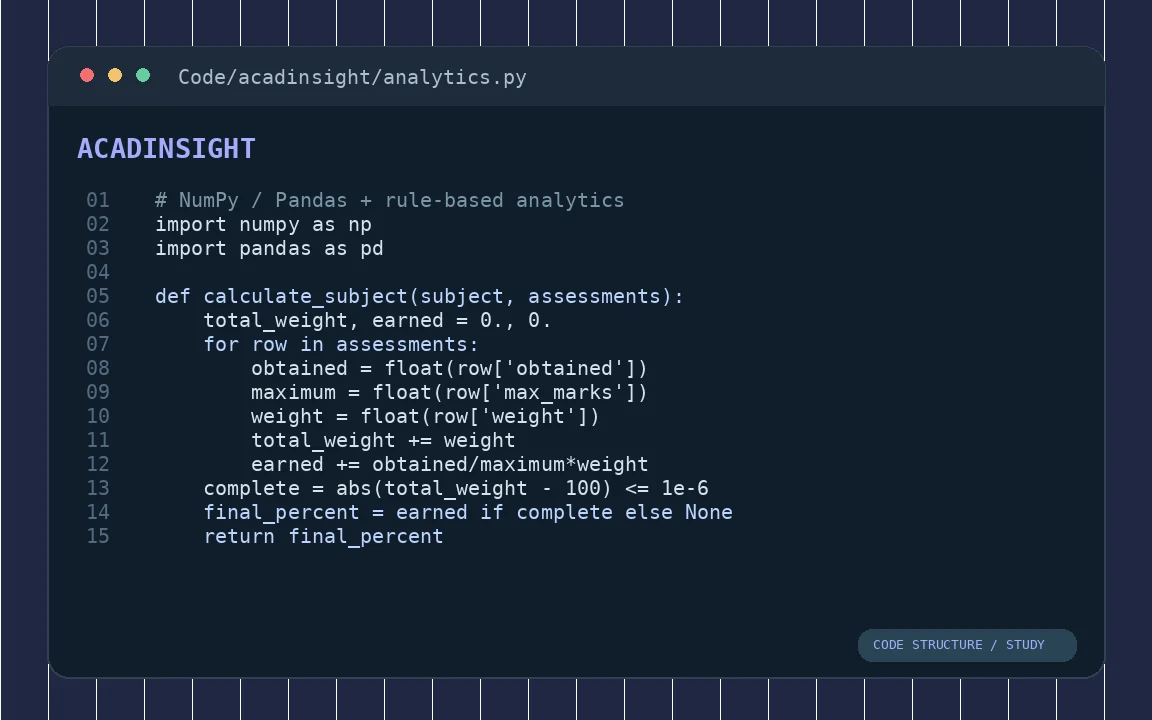 Code/acadinsight/analytics.py
ACADINSIGHT
01 # NumPy / Pandas + rule-based analytics
02 import numpy as np
03 import pandas as pd
04
05 def calculate_subject(subject, assessments):
06     total_weight, earned = 0., 0.
07     for row in assessments:
08         obtained = float(row['obtained'])
09         maximum = float(row['max_marks'])
10         weight = float(row['weight'])
11         total_weight += weight
12         earned += obtained/maximum*weight
13     complete = abs(total_weight - 100) <= 1e-6
14     final_percent = earned if complete else None
15     return final_percent
CODE STRUCTURE / STUDY